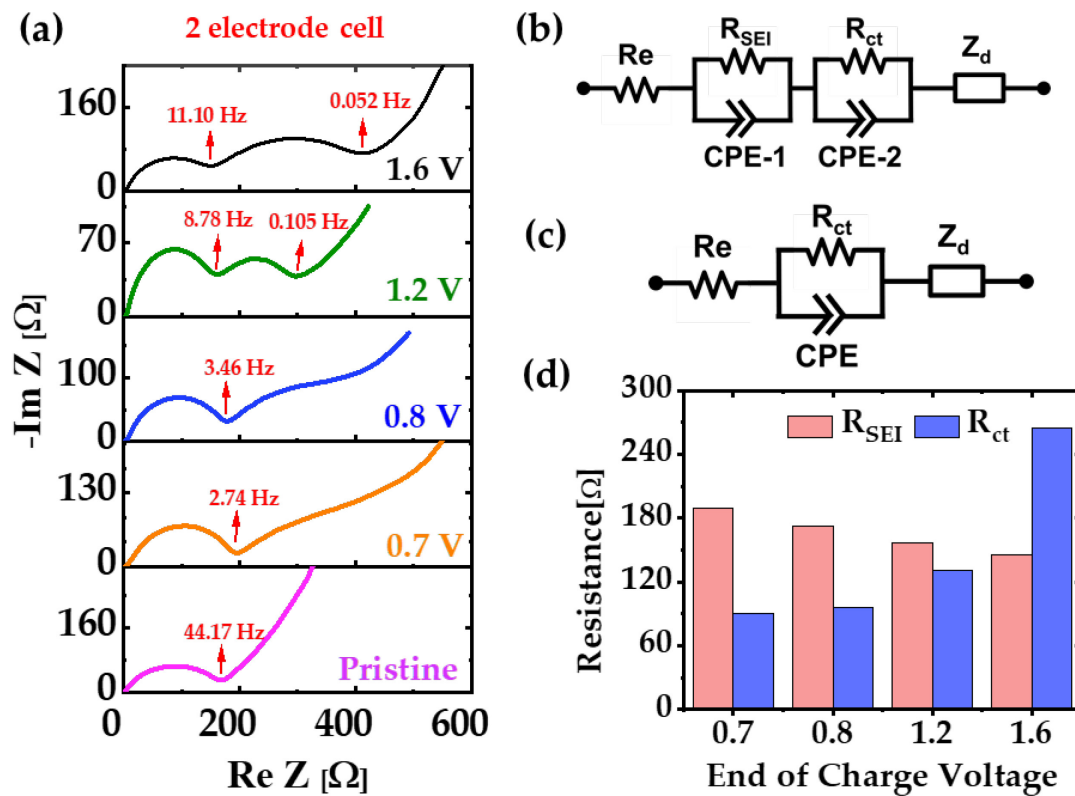 (a)
2 electrode cell
-Im Z [Ω]
160
0
11.10 Hz
0.052 Hz
1.6 V
70
0
8.78 Hz
0.105 Hz
1.2 V
100
0
3.46 Hz
0.8 V
130
0
2.74 Hz
0.7 V
160
0
44.17 Hz
Pristine
0 200 400 600
Re Z [Ω]
(b)
Re
RSEI
CPE-1
Rct
CPE-2
Zd
(c)
Re
Rct
CPE
Zd
(d)
Resistance[Ω]
300
240
180
120
60
0
RSEI Rct
0.7 0.8 1.2 1.6
End of Charge Voltage